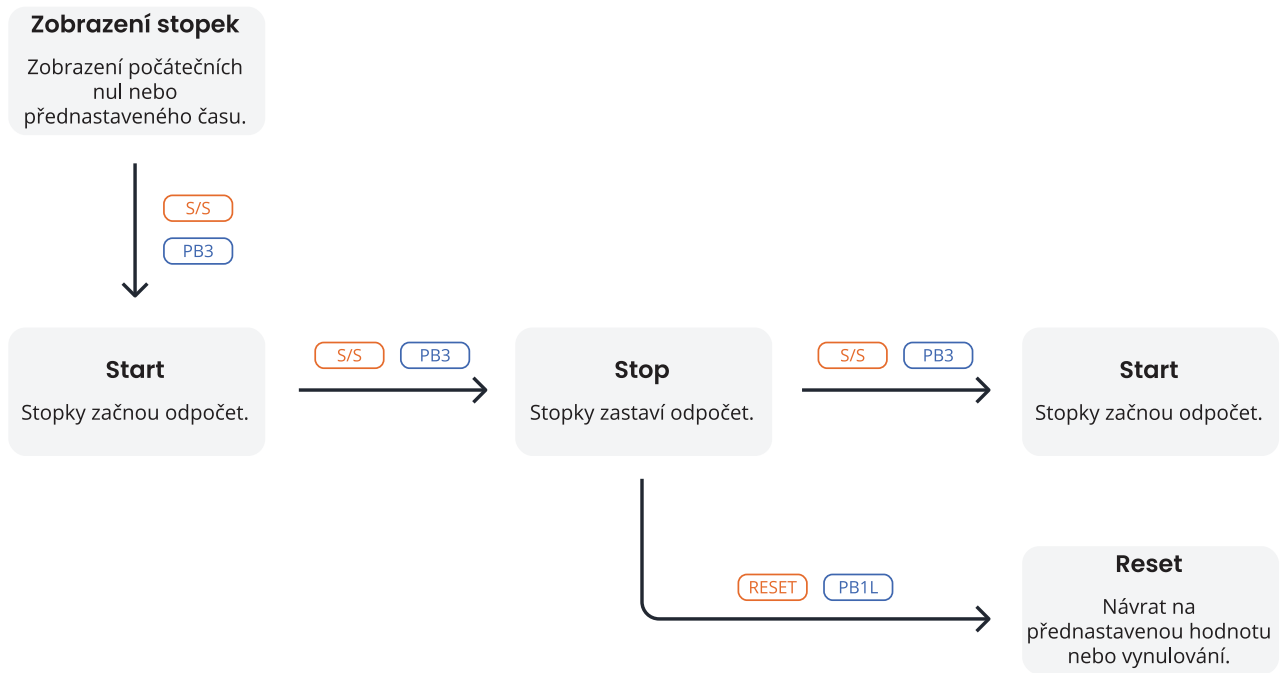 Zobrazení stopek
Zobrazení počátečních
nul nebo
přednastaveného času.
S/S
PB3
Start
Stopky začnou odpočet.
S/S PB3
Stop
Stopky zastaví odpočet.
S/S PB3
Start
Stopky začnou odpočet.
RESET PB1L
Reset
Návrat na
přednastavenou hodnotu
nebo vynulování.